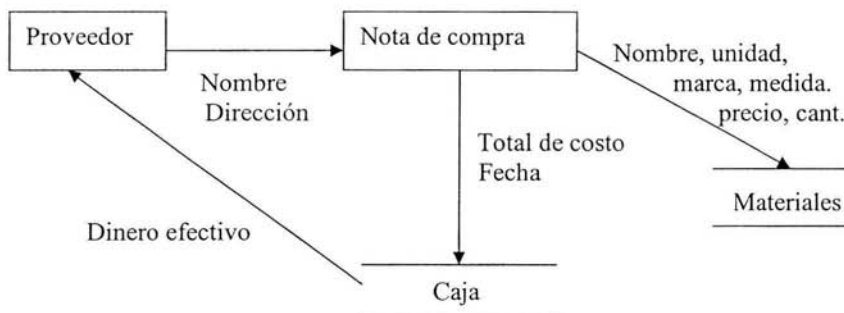 Proveedor
Nota de compra
Nombre, unidad,
marca, medida.
precio, cant.
Nombre
Dirección
Total de costo
Fecha
Materiales
Dinero efectivo
Caja